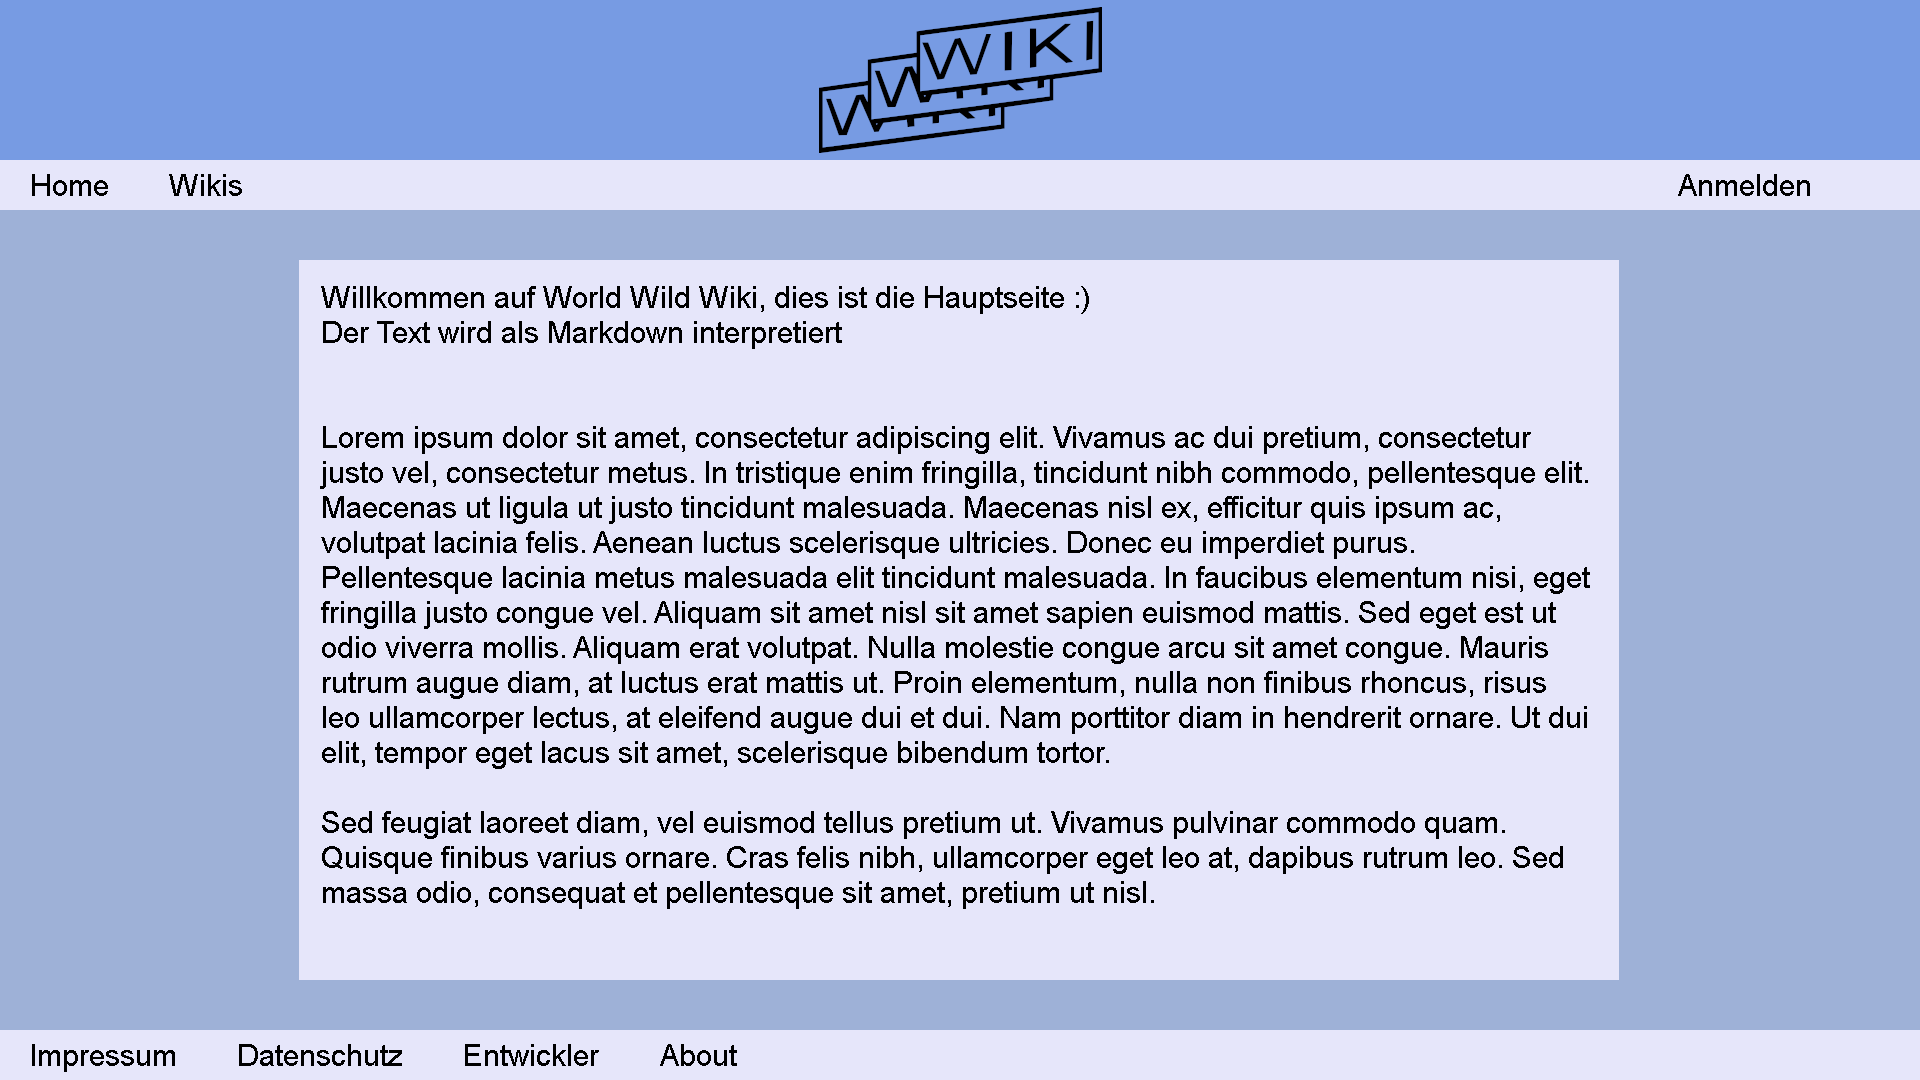 WIKI
WIKI
WIKI
Home Wikis Anmelden
Willkommen auf World Wild Wiki, dies ist die Hauptseite :)
Der Text wird als Markdown interpretiert
Lorem ipsum dolor sit amet, consectetur adipiscing elit. Vivamus ac dui pretium, consectetur
justo vel, consectetur metus. In tristique enim fringilla, tincidunt nibh commodo, pellentesque elit.
Maecenas ut ligula ut justo tincidunt malesuada. Maecenas nisl ex, efficitur quis ipsum ac,
volutpat lacinia felis. Aenean luctus scelerisque ultricies. Donec eu imperdiet purus.
Pellentesque lacinia metus malesuada elit tincidunt malesuada. In faucibus elementum nisi, eget
fringilla justo congue vel. Aliquam sit amet nisl sit amet sapien euismod mattis. Sed eget est ut
odio viverra mollis. Aliquam erat volutpat. Nulla molestie congue arcu sit amet congue. Mauris
rutrum augue diam, at luctus erat mattis ut. Proin elementum, nulla non finibus rhoncus, risus
leo ullamcorper lectus, at eleifend augue dui et dui. Nam porttitor diam in hendrerit ornare. Ut dui
elit, tempor eget lacus sit amet, scelerisque bibendum tortor.
Sed feugiat laoreet diam, vel euismod tellus pretium ut. Vivamus pulvinar commodo quam.
Quisque finibus varius ornare. Cras felis nibh, ullamcorper eget leo at, dapibus rutrum leo. Sed
massa odio, consequat et pellentesque sit amet, pretium ut nisl.
Impressum Datenschutz Entwickler About